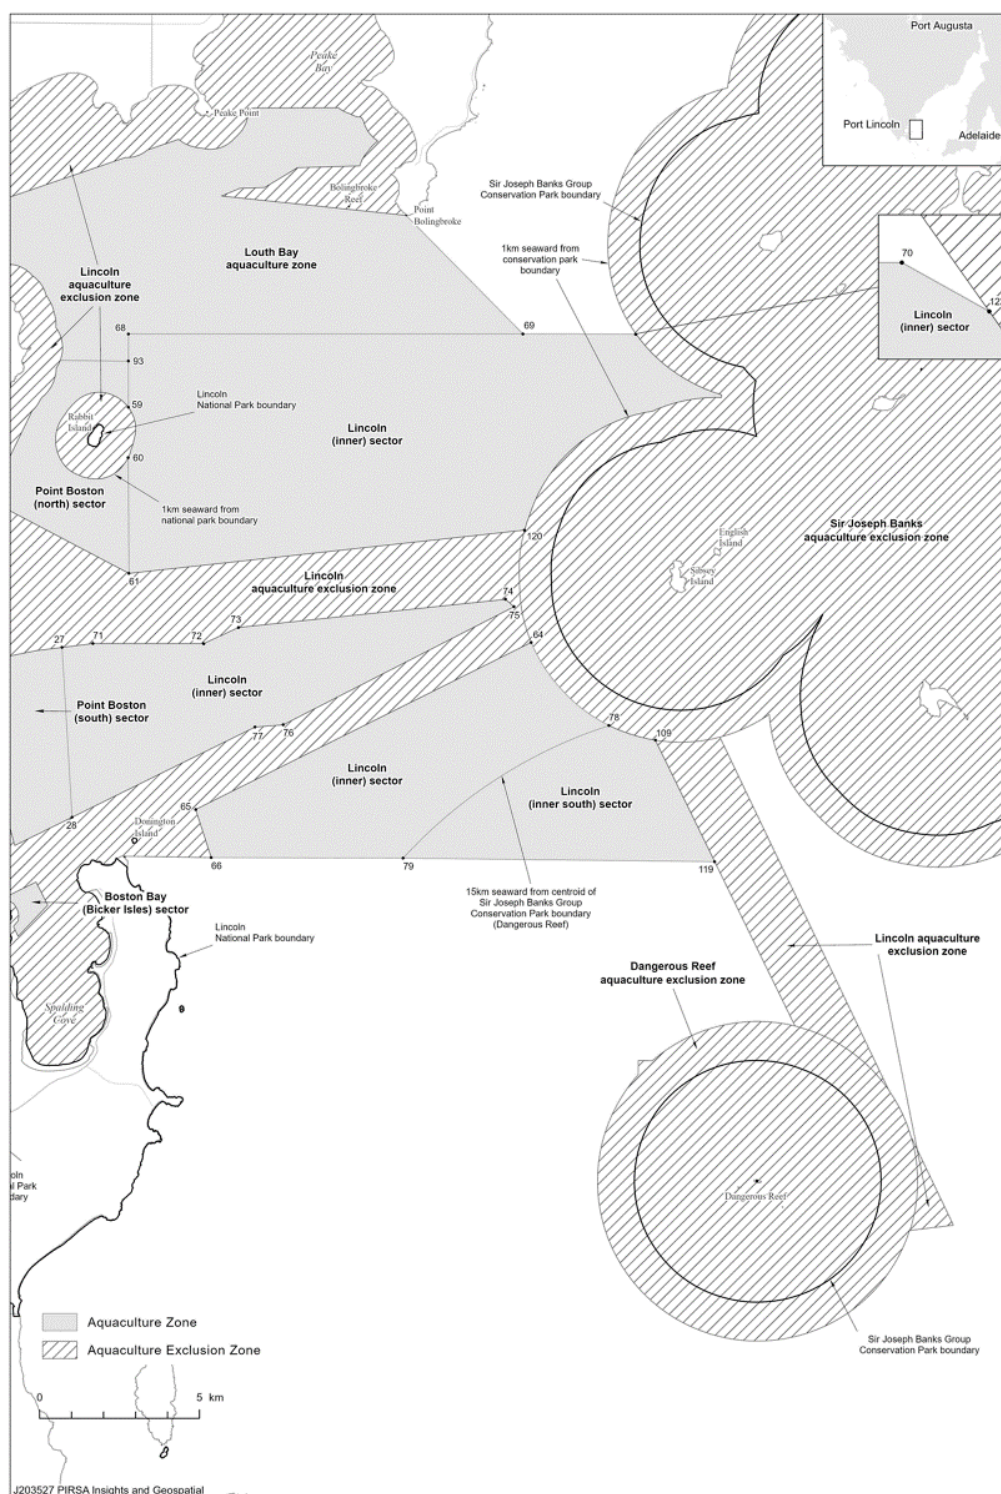 Peake
Bay
Port Augusta
Peake Point
Port Lincoln
Adelaide
Sir Joseph Banks Group
Conservation Park boundary
Bolingbroke
Reef
Point
Bolingbroke
1km seaward from
conservation park
boundary
Louth Bay
aquaculture zone
Lincoln
aquaculture
exclusion zone
70
Lincoln
(inner) sector
68
69
93
Lincoln
National Park boundary
59
Rabbit
Island
Lincoln
(inner) sector
60
Point Boston
(north) sector
1km seaward from
national park boundary
Sir Joseph Banks
aquaculture exclusion zone
120
English
Island
Sibsey
Island
61
Lincoln
aquaculture exclusion zone
74
75
73
27
71
72
64
Lincoln
(inner) sector
Point Boston
(south) sector
77
76
78
109
Lincoln
(inner) sector
Lincoln
(inner south) sector
65
28
Donington
Island
66
79
119
15km seaward from centroid of
Sir Joseph Banks Group
Conservation Park boundary
(Dangerous Reef)
Boston Bay
(Bicker Isles) sector
Lincoln
National Park boundary
Lincoln aquaculture
exclusion zone
Dangerous Reef
aquaculture exclusion zone
Spalding
Cove
oln
al Park
dary
Dangerous Reef
Aquaculture Zone
Aquaculture Exclusion Zone
Sir Joseph Banks Group
Conservation Park boundary
0 5 km
J203527 PIRSA Insights and Geospatial